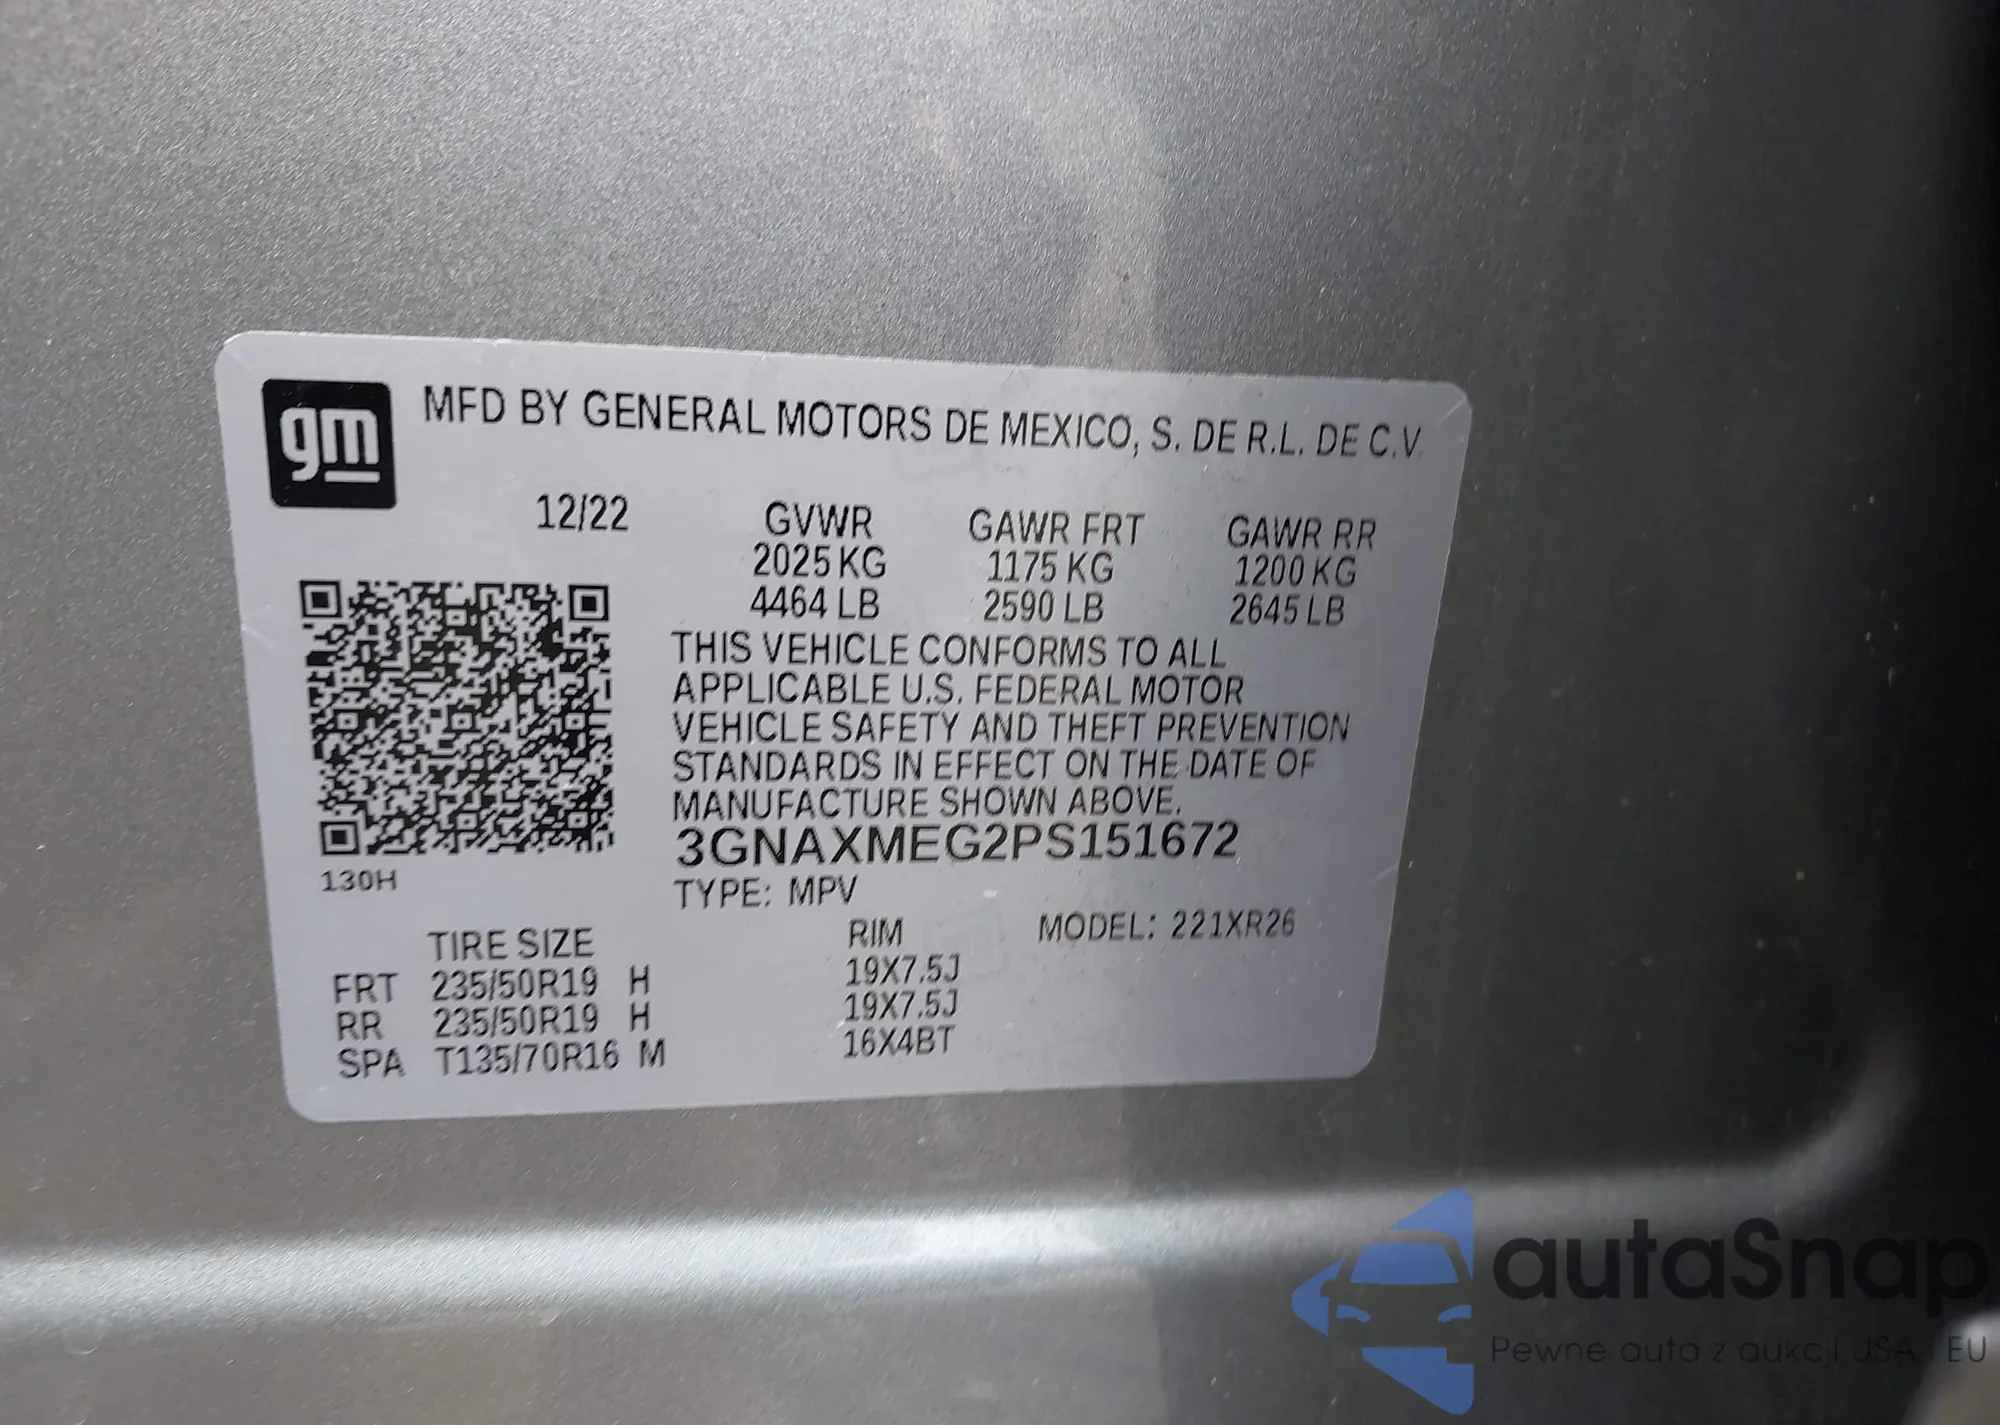 gm
MFD BY GENERAL MOTORS DE MEXICO, S. DE R.L. DE C.V.
12/22 GVWR GAWR FRT GAWR RR
2025 KG 1175 KG 1200 KG
4464 LB 2590 LB 2645 LB
THIS VEHICLE CONFORMS TO ALL
APPLICABLE U.S. FEDERAL MOTOR
VEHICLE SAFETY AND THEFT PREVENTION
STANDARDS IN EFFECT ON THE DATE OF
MANUFACTURE SHOWN ABOVE.
3GNAXMEG2PS151672
130H
TYPE: MPV
TIRE SIZE RIM MODEL: 221XR26
FRT 235/50R19 H 19X7.5J
RR 235/50R19 H 19X7.5J
SPA T135/70R16 M 16X4BT
autaSnap
Pewne auta z aukcji USA i EU